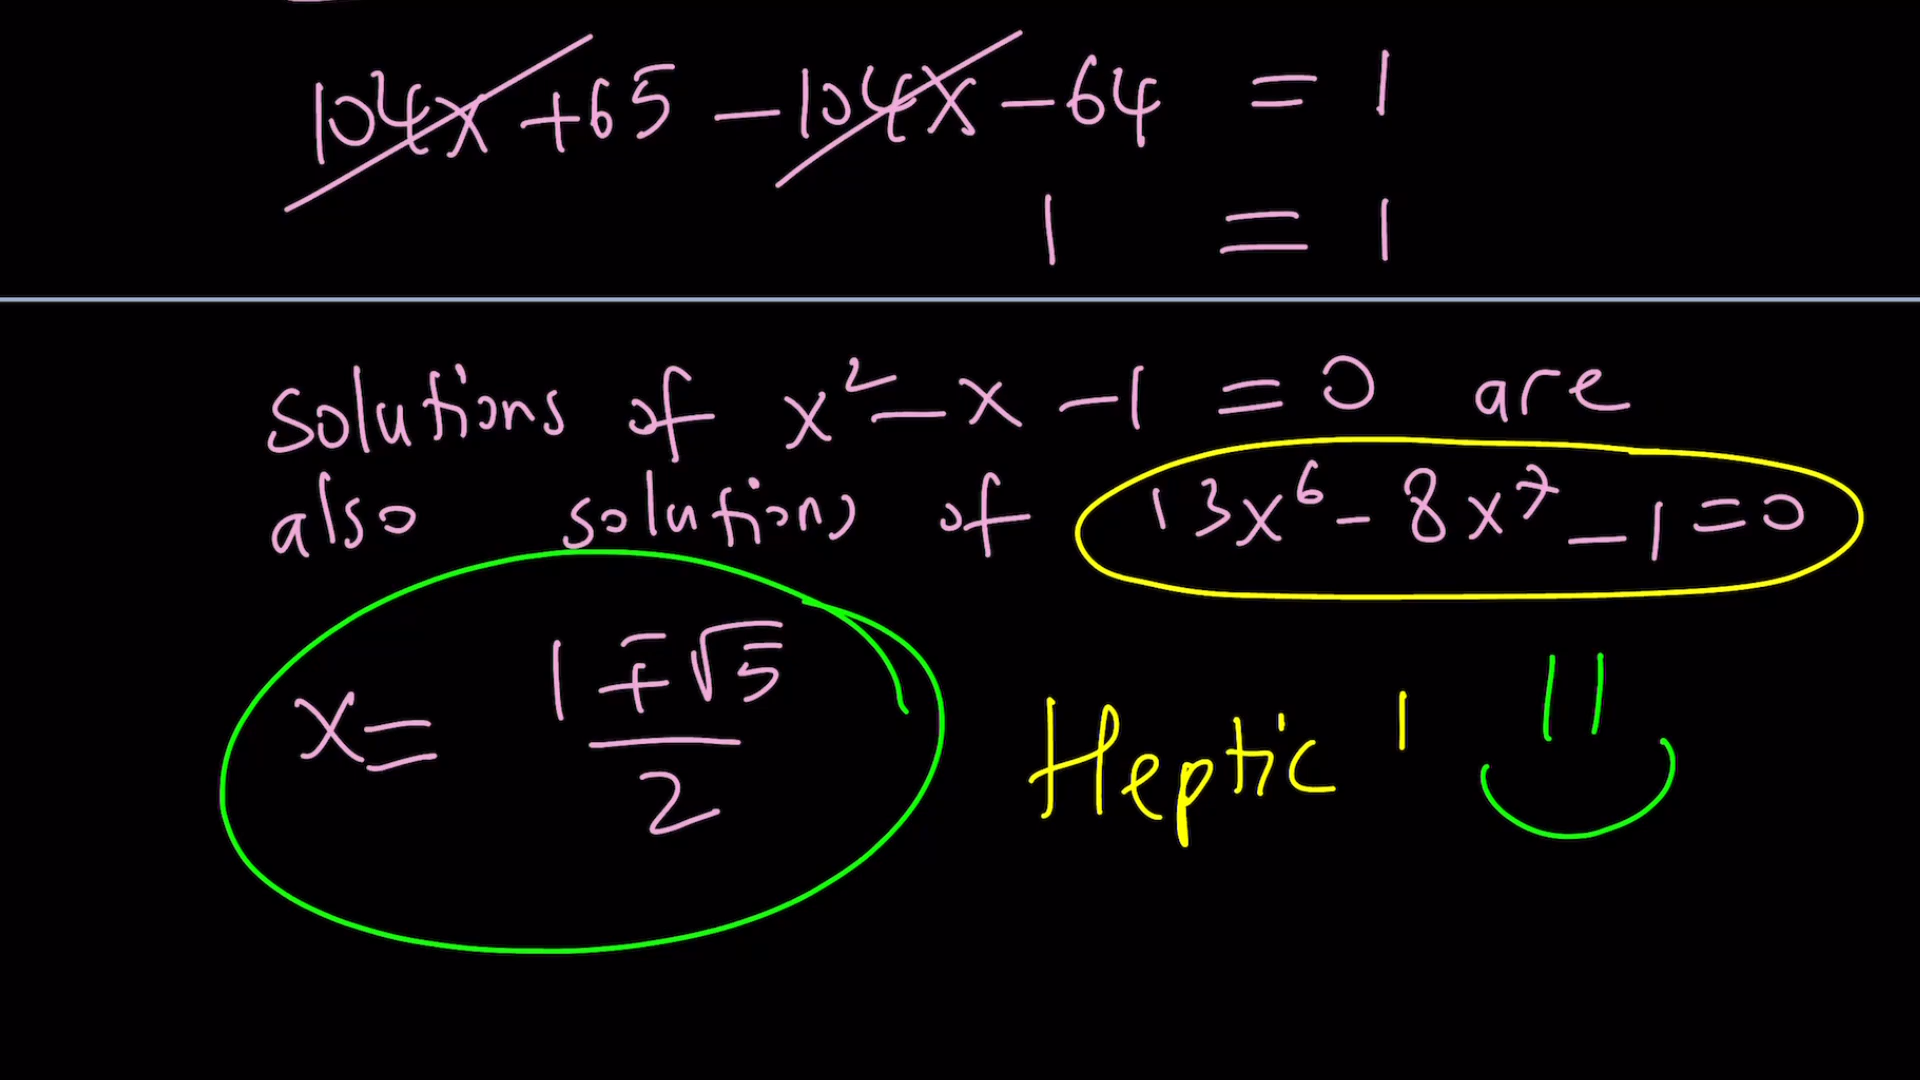 104x + 65 - 104x - 64 = 1
1 = 1
solutions of x² - x - 1 = 0 are
also solutions of 13x⁶ - 8x⁷ - 1 = 0
x = (1 ∓ √5) / 2
Heptic !